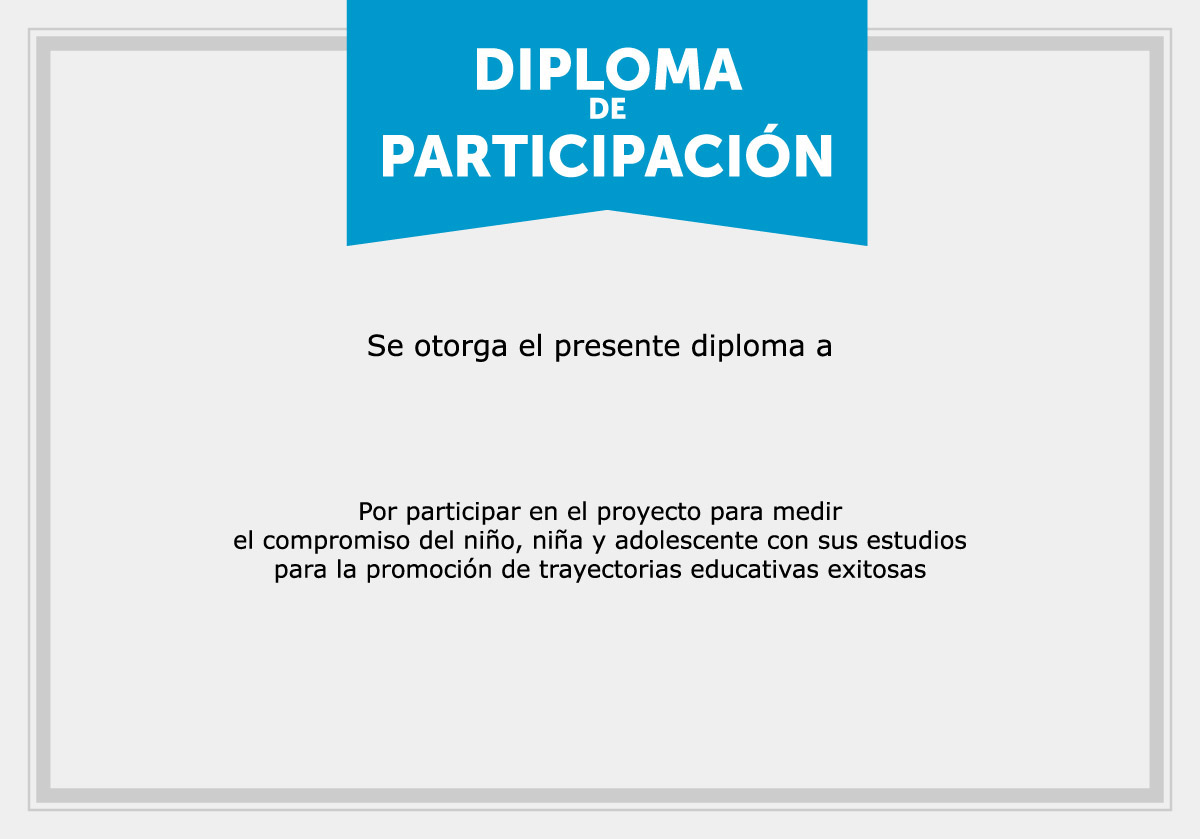 DIPLOMA
DE
PARTICIPACIÓN
Se otorga el presente diploma a
Por participar en el proyecto para medir
el compromiso del niño, niña y adolescente con sus estudios
para la promoción de trayectorias educativas exitosas